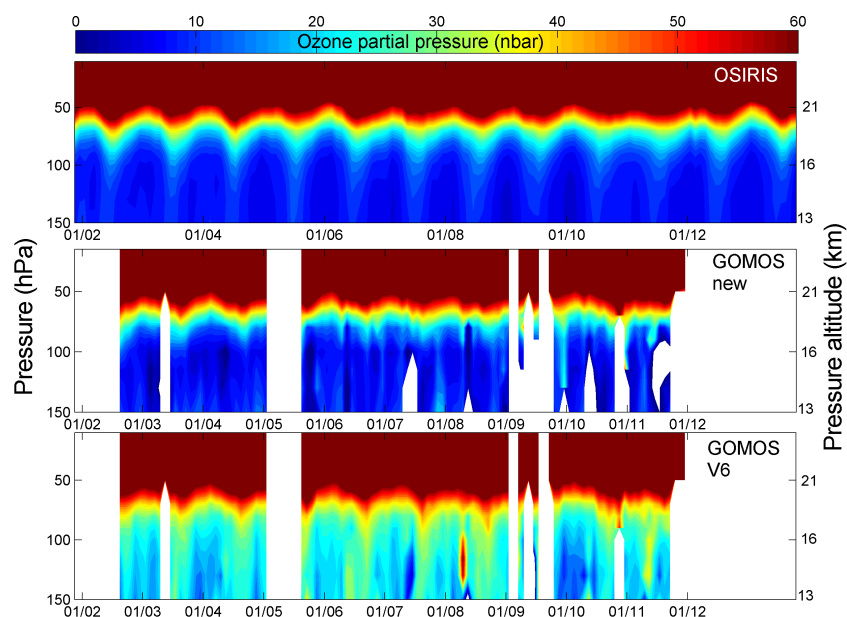 0 10 20 30 40 50 60
Ozone partial pressure (nbar)
OSIRIS
50 21
100 16
150 13
01/02 01/04 01/06 01/08 01/10 01/12
GOMOS
new
50 21
100 16
150 13
01/02 01/03 01/04 01/05 01/06 01/07 01/08 01/09 01/10 01/11 01/12
GOMOS
V6
50 21
100 16
150 13
01/02 01/03 01/04 01/05 01/06 01/07 01/08 01/09 01/10 01/11 01/12
Pressure (hPa)
Pressure altitude (km)